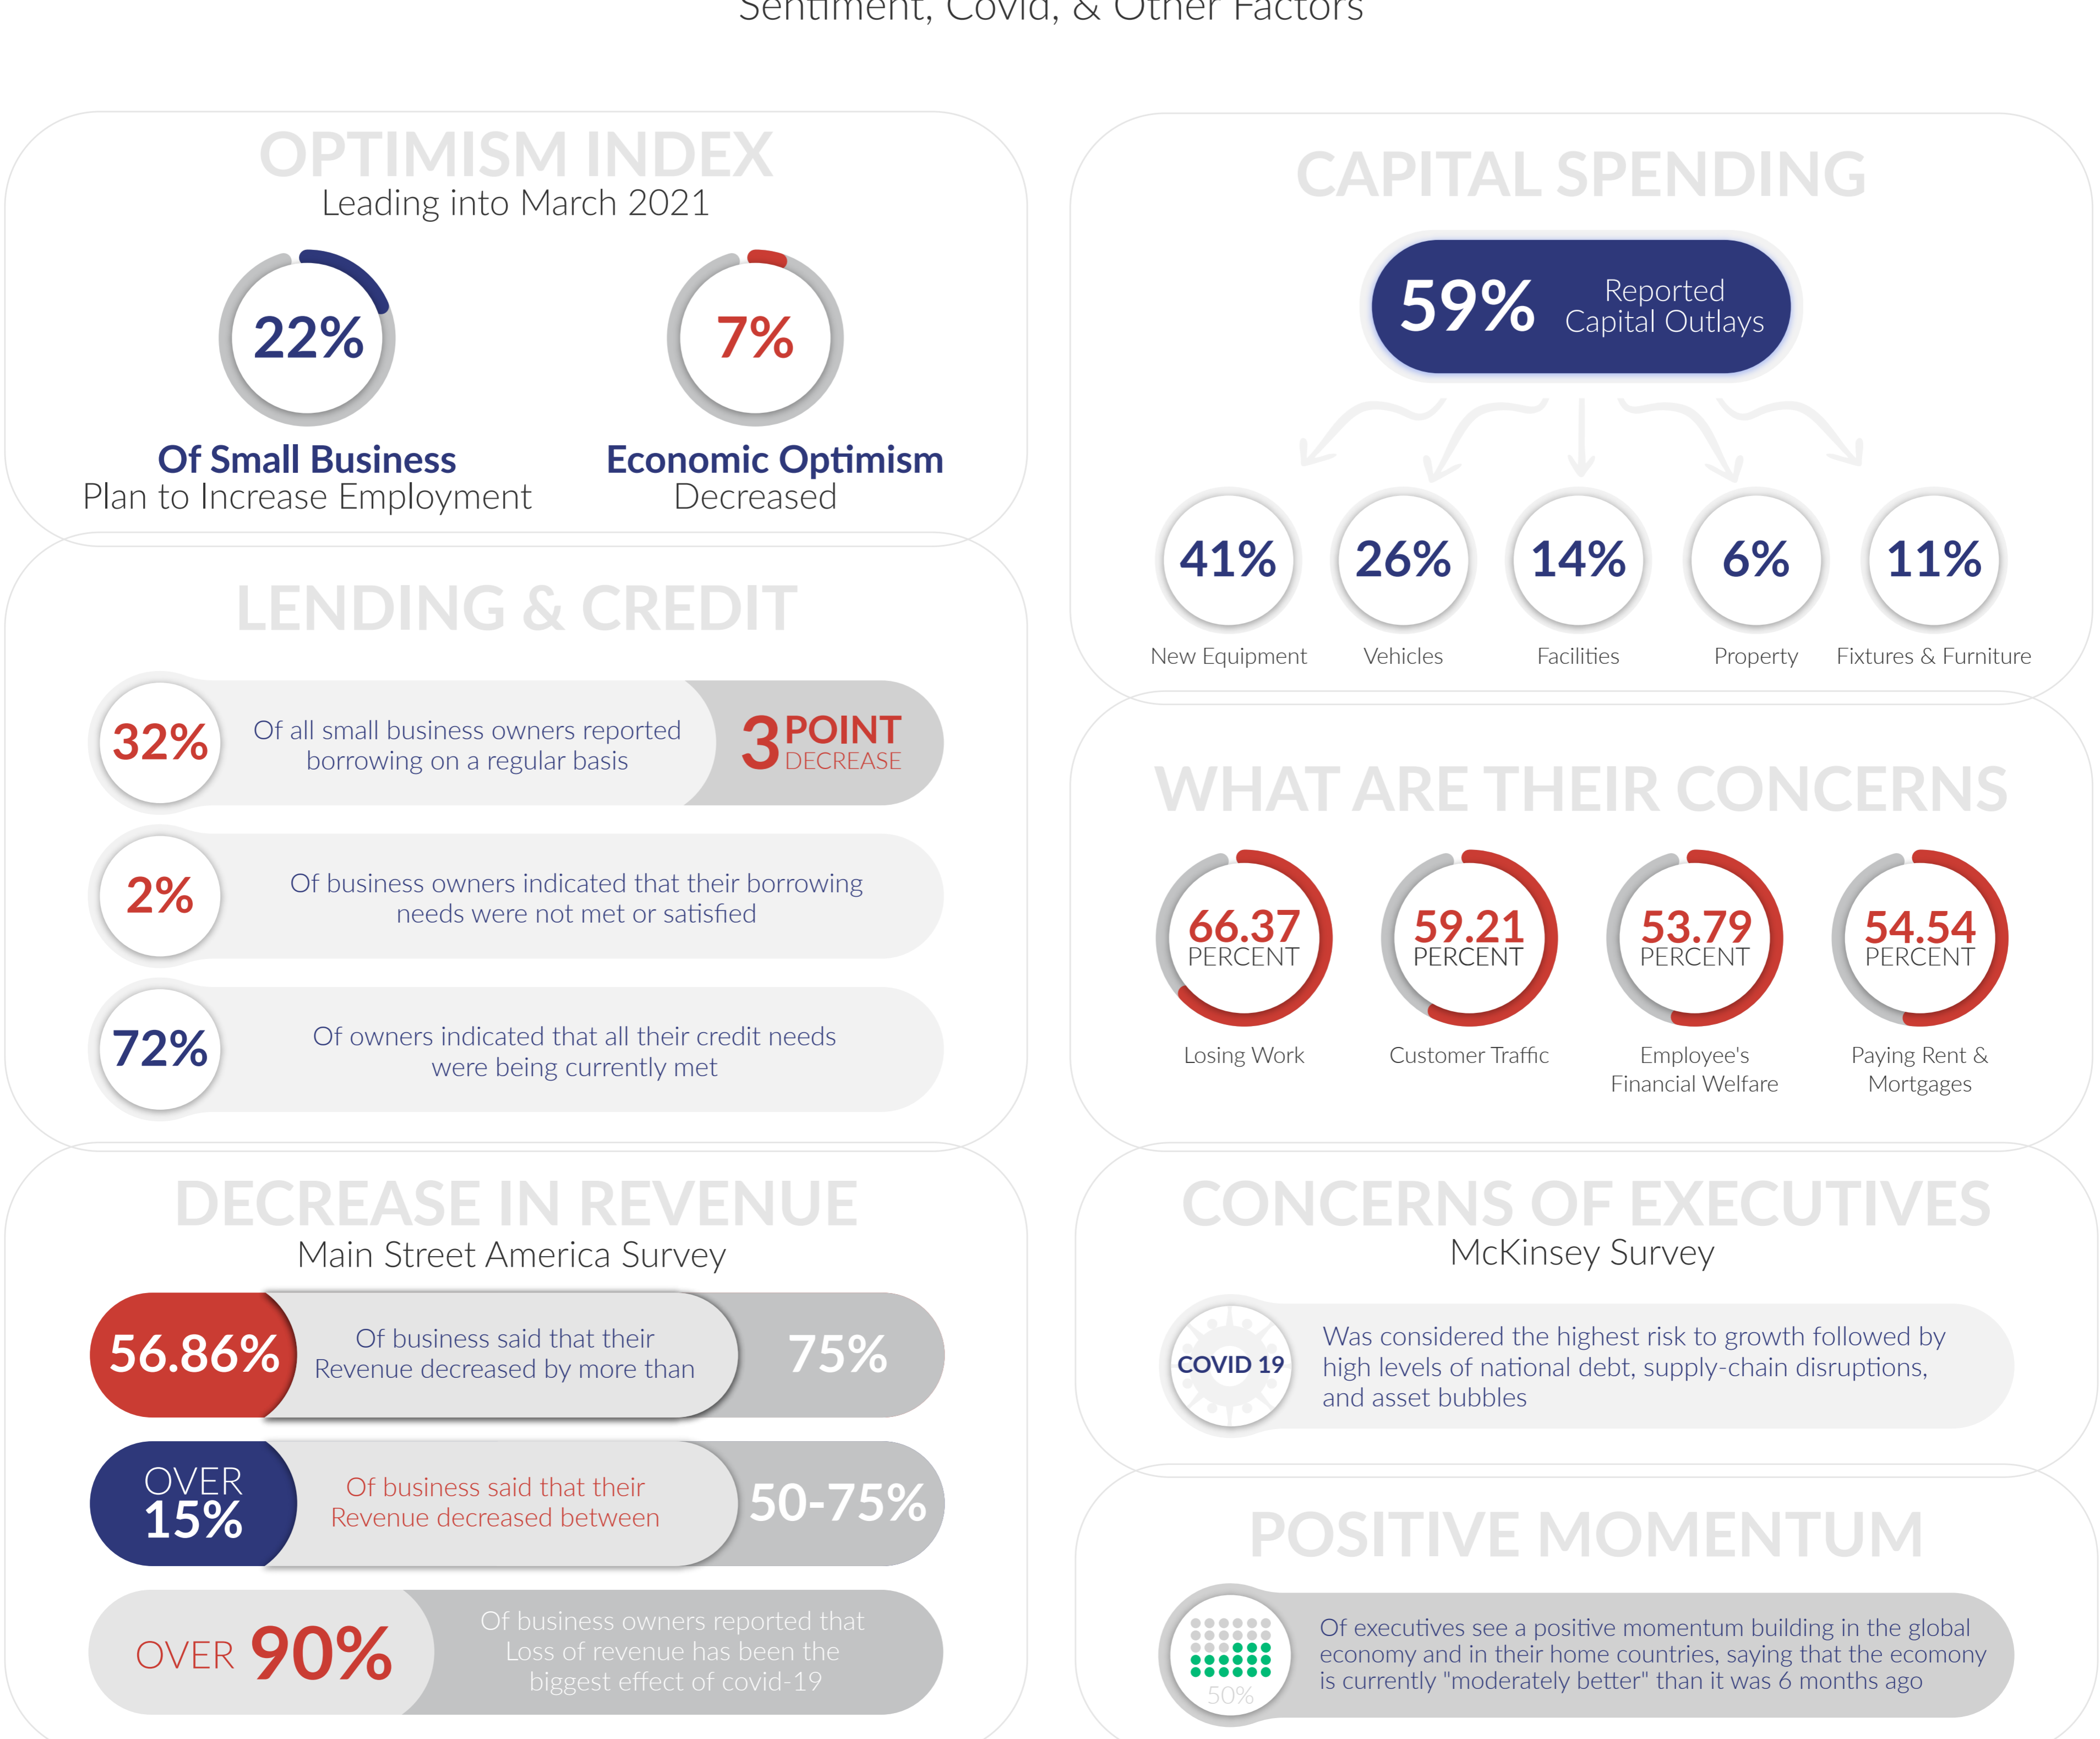 Sentiment, Covid, & Other Factors
OPTIMISM INDEX
Leading into March 2021
22%
Of Small Business
Plan to Increase Employment
7%
Economic Optimism
Decreased
LENDING & CREDIT
32%
Of all small business owners reported
borrowing on a regular basis
3 POINT
DECREASE
2%
Of business owners indicated that their borrowing
needs were not met or satisfied
72%
Of owners indicated that all their credit needs
were being currently met
DECREASE IN REVENUE
Main Street America Survey
56.86%
Of business said that their
Revenue decreased by more than
75%
OVER
15%
Of business said that their
Revenue decreased between
50-75%
OVER 90%
Of business owners reported that
Loss of revenue has been the
biggest effect of covid-19
CAPITAL SPENDING
59%
Reported
Capital Outlays
41%
New Equipment
26%
Vehicles
14%
Facilities
6%
Property
11%
Fixtures & Furniture
WHAT ARE THEIR CONCERNS
66.37
PERCENT
Losing Work
59.21
PERCENT
Customer Traffic
53.79
PERCENT
Employee's
Financial Welfare
54.54
PERCENT
Paying Rent &
Mortgages
CONCERNS OF EXECUTIVES
McKinsey Survey
COVID 19
Was considered the highest risk to growth followed by
high levels of national debt, supply-chain disruptions,
and asset bubbles
POSITIVE MOMENTUM
50%
Of executives see a positive momentum building in the global
economy and in their home countries, saying that the ecomony
is currently "moderately better" than it was 6 months ago